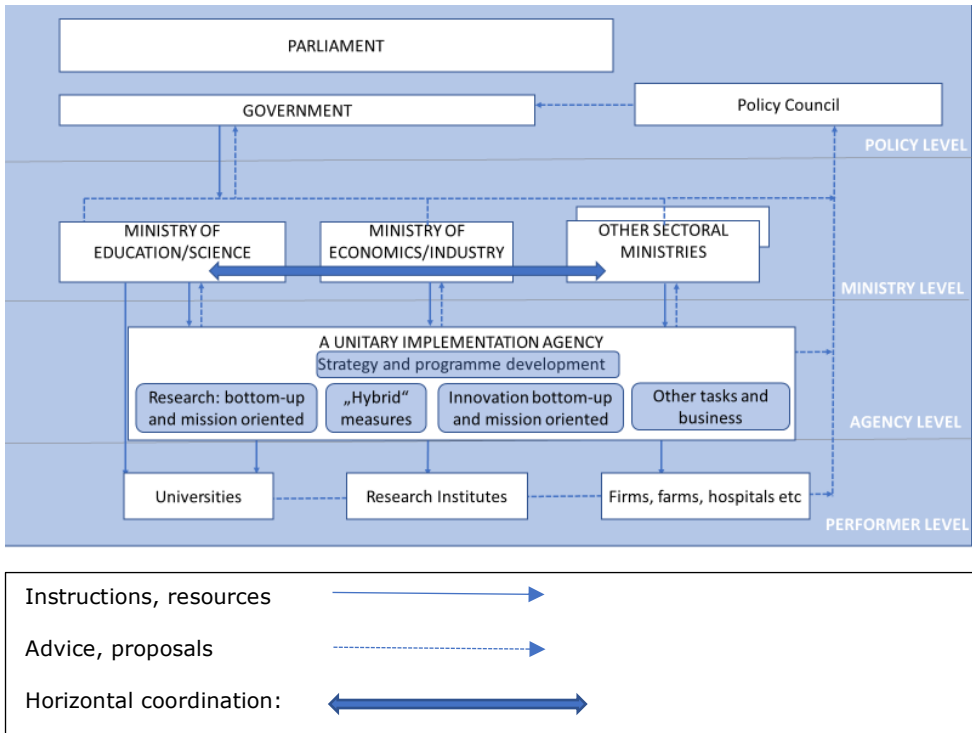 PARLIAMENT
GOVERNMENT
Policy Council
POLICY LEVEL
MINISTRY OF
EDUCATION/SCIENCE
MINISTRY OF
ECONOMICS/INDUSTRY
OTHER SECTORAL
MINISTRIES
MINISTRY LEVEL
A UNITARY IMPLEMENTATION AGENCY
Strategy and programme development
Research: bottom-up
and mission oriented
„Hybrid“
measures
Innovation bottom-up
and mission oriented
Other tasks and
business
AGENCY LEVEL
Universities
Research Institutes
Firms, farms, hospitals etc
PERFORMER LEVEL
Instructions, resources
Advice, proposals
Horizontal coordination: